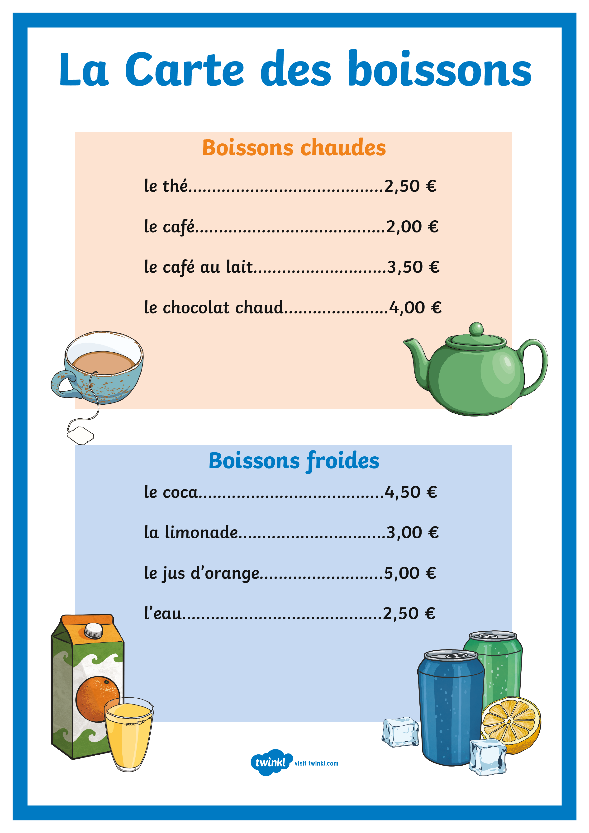 La Carte des boissons
Boissons chaudes
le thé.........................................2,50 €
le café........................................2,00 €
le café au lait............................3,50 €
le chocolat chaud......................4,00 €
Boissons froides
le coca.......................................4,50 €
la limonade...............................3,00 €
le jus d'orange..........................5,00 €
l'eau..........................................2,50 €
twinkl visit twinkl.com